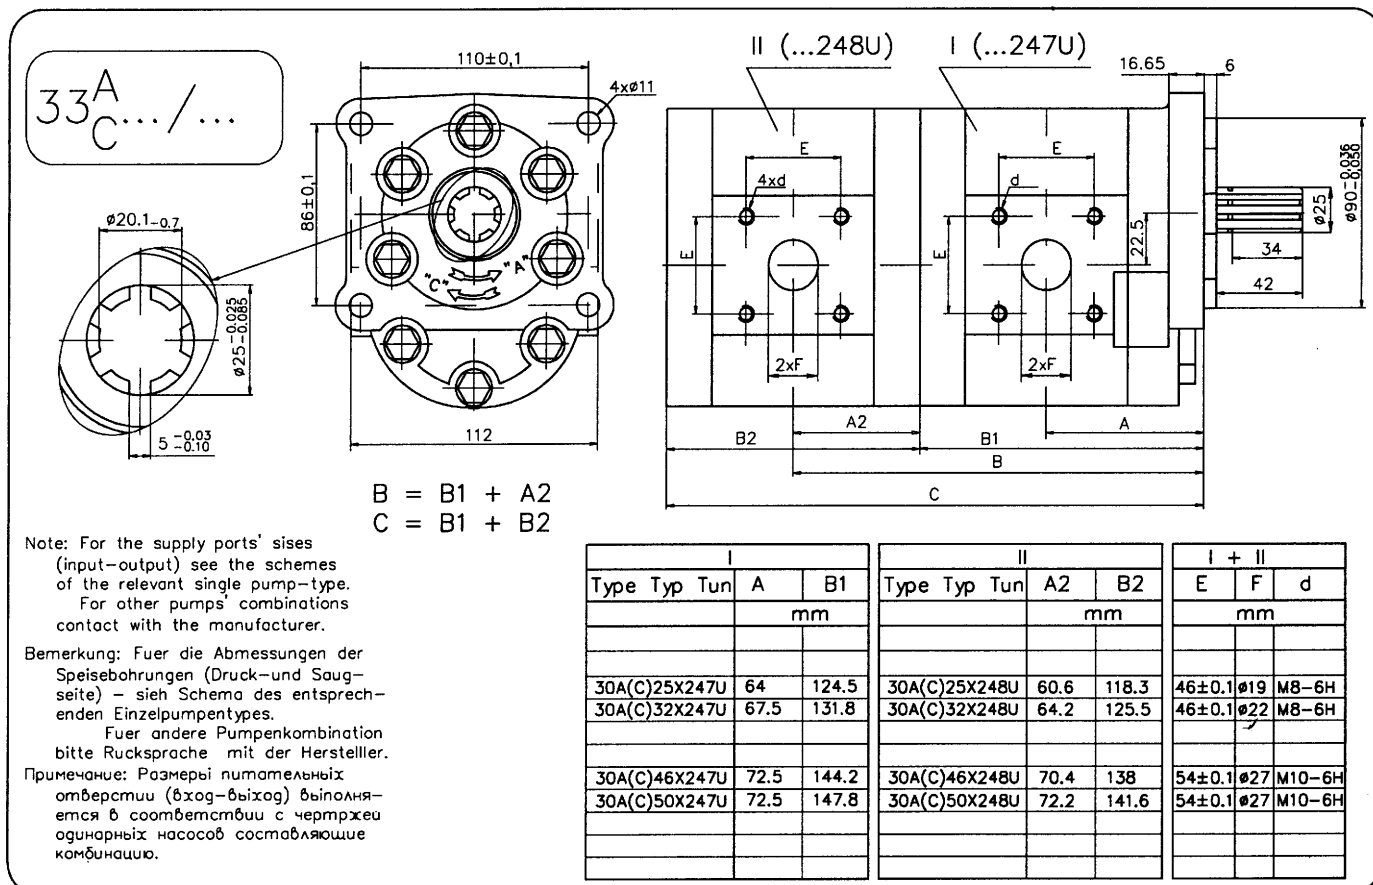 33 A C ... / ...
110±0,1
4xø11
86±0,1
"C" "A"
112
ø20.1-0.7
ø25-0.025 -0.085
5 -0.03 -0.10
II (...248U)
I (...247U)
16.65
6
E
4xd
E
d
E
E
22.5
ø25
ø90-0,036 -0,050
34
42
2xF
2xF
A2
A
B2
B1
B
C
B = B1 + A2
C = B1 + B2
Note: For the supply ports' sises
(input-output) see the schemes
of the relevant single pump-type.
For other pumps' combinations
contact with the manufacturer.
Bemerkung: Fuer die Abmessungen der
Speisebohrungen (Druck-und Saug-
seite) - sieh Schema des entsprech-
enden Einzelpumpentypes.
Fuer andere Pumpenkombination
bitte Rucksprache mit der Herstelller.
Примечание: Размеры питательных
отверстии (вход-выход) выполня-
ется в соответствии с чертржеи
одинарных насосов составляющие
комбинацию.
I
Type Typ Тип A B1
mm
30A(C)25X247U 64 124.5
30A(C)32X247U 67.5 131.8
30A(C)46X247U 72.5 144.2
30A(C)50X247U 72.5 147.8
II
Type Typ Тип A2 B2
mm
30A(C)25X248U 60.6 118.3
30A(C)32X248U 64.2 125.5
30A(C)46X248U 70.4 138
30A(C)50X248U 72.2 141.6
I + II
E F d
mm
46±0.1 ø19 M8-6H
46±0.1 ø22 M8-6H
54±0.1 ø27 M10-6H
54±0.1 ø27 M10-6H